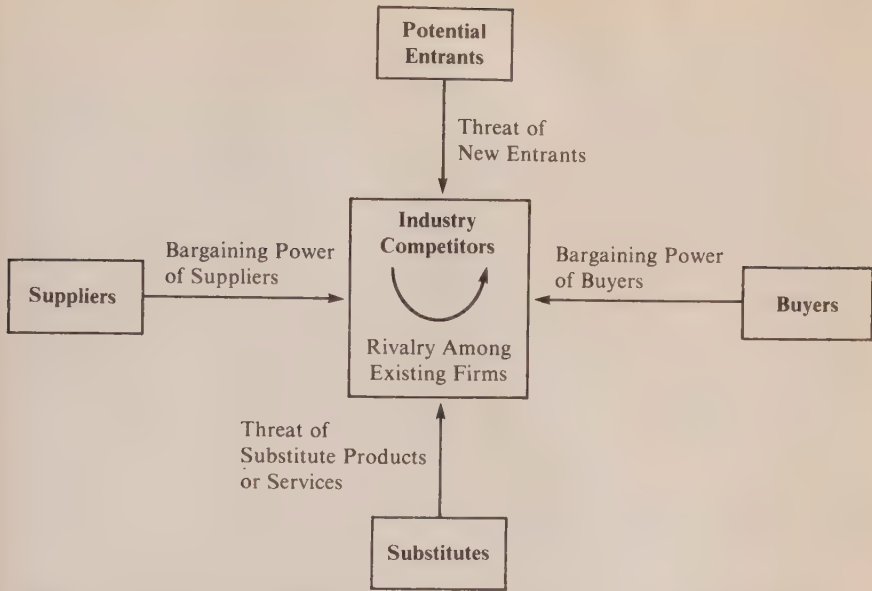 Potential
Entrants
Threat of
New Entrants
Industry
Competitors
Bargaining Power
of Suppliers
Bargaining Power
of Buyers
Suppliers
Buyers
Rivalry Among
Existing Firms
Threat of
Substitute Products
or Services
Substitutes